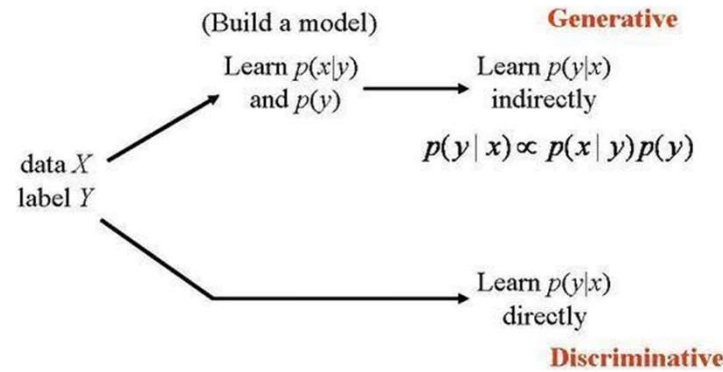 (Build a model)
Generative
Learn p(x|y)
and p(y)
Learn p(y|x)
indirectly
p(y|x)∝ p(x|y)p(y)
data X
label Y
Learn p(y|x)
directly
Discriminative